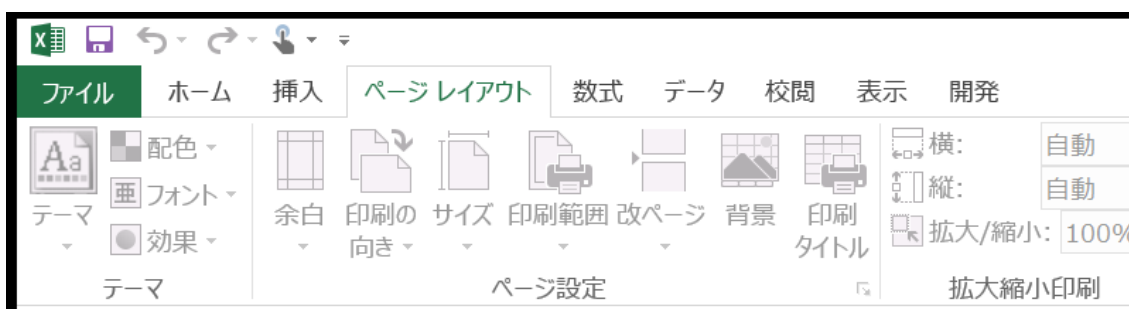 ファイル ホーム 挿入 ページ レイアウト 数式 データ 校閲 表示 開発
Aa
亜
テーマ
配色
フォント
効果
テーマ
余白
印刷の
向き
サイズ
印刷範囲
改ページ
背景
印刷
タイトル
ページ設定
横: 自動
縦: 自動
拡大/縮小: 100%
拡大縮小印刷